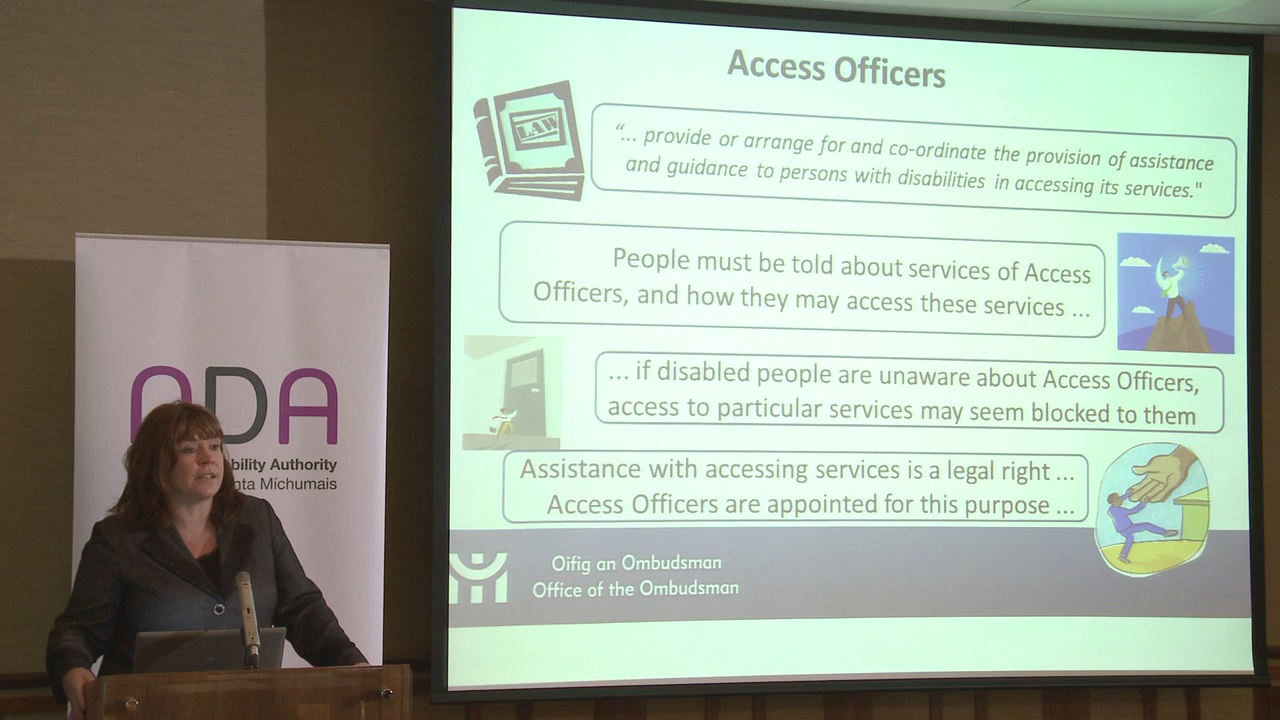 Access Officers
LAW
“... provide or arrange for and co-ordinate the provision of assistance
and guidance to persons with disabilities in accessing its services."
People must be told about services of Access
Officers, and how they may access these services ...
... if disabled people are unaware about Access Officers,
access to particular services may seem blocked to them
Assistance with accessing services is a legal right ...
Access Officers are appointed for this purpose ...
Oifig an Ombudsman
Office of the Ombudsman
NDA
bility Authority
Míchumais